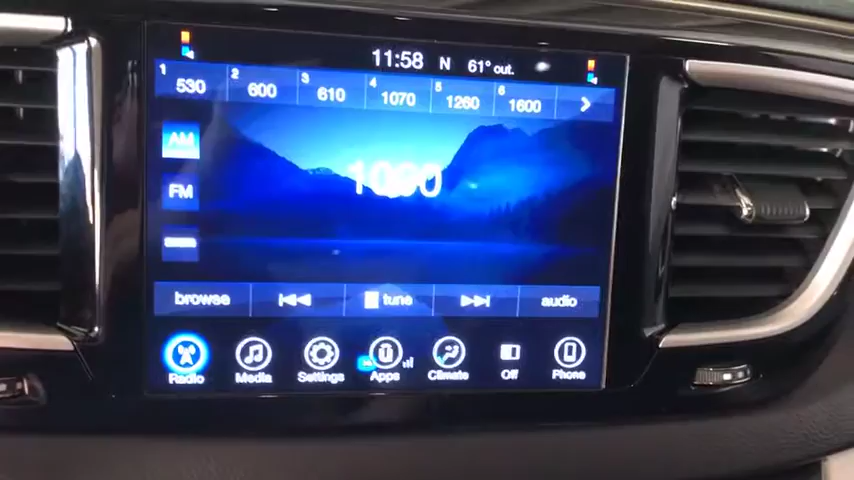 11:58 N 61° out.
1 530 2 600 3 610 4 1070 5 1260 6 1600
AM
1090
FM
browse tune audio
Radio Media Settings Apps Climate Off Phone